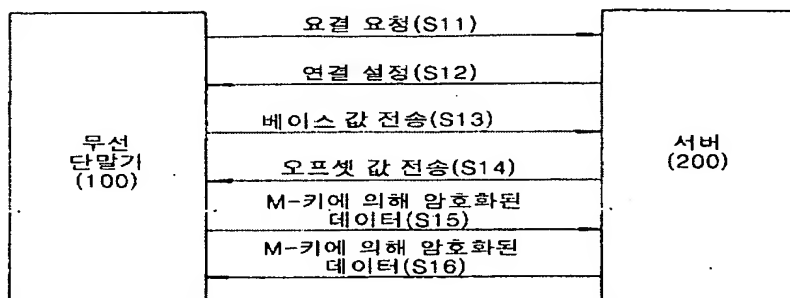 요결 요청(S11)
연결 설정(S12)
베이스 값 전송(S13)
오프셋 값 전송(S14)
M-키에 의해 암호화된
데이터(S15)
M-키에 의해 암호화된
데이터(S16)
무선
단말기
(100)
서버
(200)